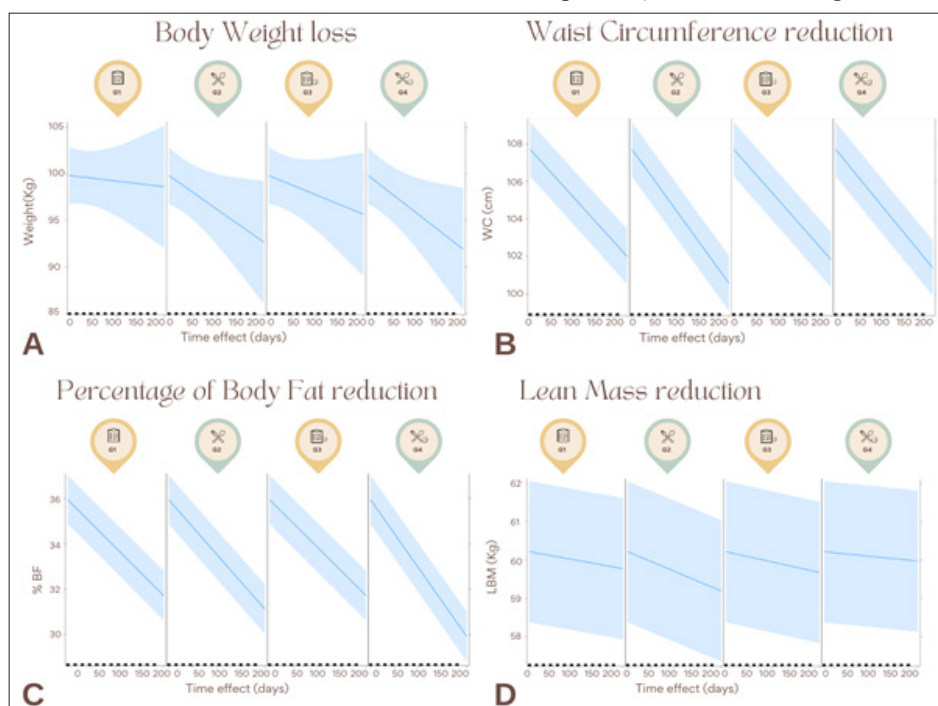 Body Weight loss
G1 G2 G3 G4
105
100
95
90
85
Weight(Kg)
0 50 100 150 200 0 50 100 150 200 0 50 100 150 200 0 50 100 150 200
Time effect (days)
A
Waist Circumference reduction
G1 G2 G3 G4
108
106
104
102
100
WC (cm)
0 50 100 150 200 0 50 100 150 200 0 50 100 150 200 0 50 100 150 200
Time effect (days)
B
Percentage of Body Fat reduction
G1 G2 G3 G4
36
34
32
30
% BF
0 50 100 150 200 0 50 100 150 200 0 50 100 150 200 0 50 100 150 200
Time effect (days)
C
Lean Mass reduction
G1 G2 G3 G4
62
61
60
59
58
LBM (Kg)
0 50 100 150 200 0 50 100 150 200 0 50 100 150 200 0 50 100 150 200
Time effect (days)
D